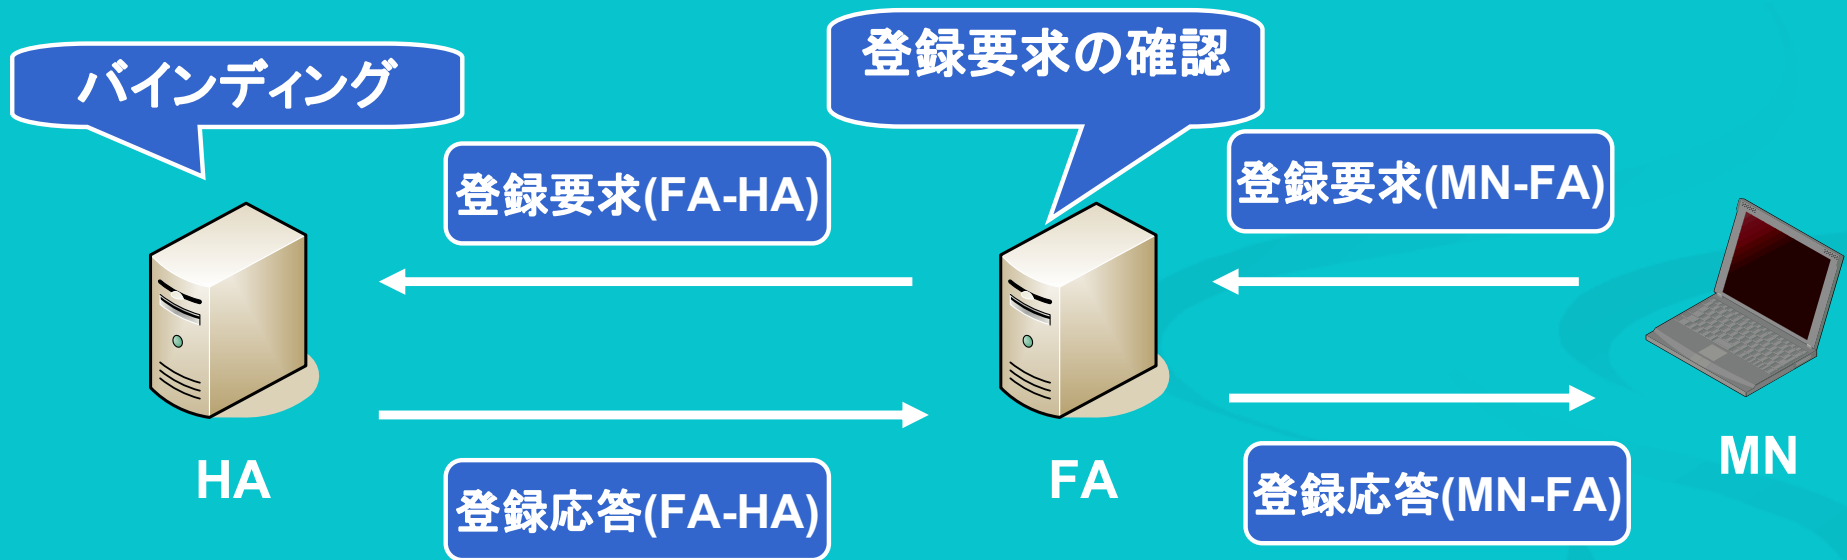 バインディング
登録要求の確認
登録要求(FA-HA)
登録要求(MN-FA)
HA
FA
MN
登録応答(FA-HA)
登録応答(MN-FA)